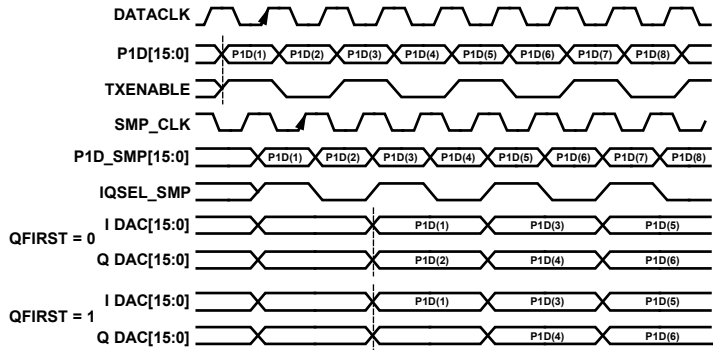 DATACLK
P1D[15:0] P1D(1) P1D(2) P1D(3) P1D(4) P1D(5) P1D(6) P1D(7) P1D(8)
TXENABLE
SMP_CLK
P1D_SMP[15:0] P1D(1) P1D(2) P1D(3) P1D(4) P1D(5) P1D(6) P1D(7) P1D(8)
IQSEL_SMP
QFIRST = 0
I DAC[15:0] P1D(1) P1D(3) P1D(5)
Q DAC[15:0] P1D(2) P1D(4) P1D(6)
QFIRST = 1
I DAC[15:0] P1D(1) P1D(3) P1D(5)
Q DAC[15:0] P1D(4) P1D(6)